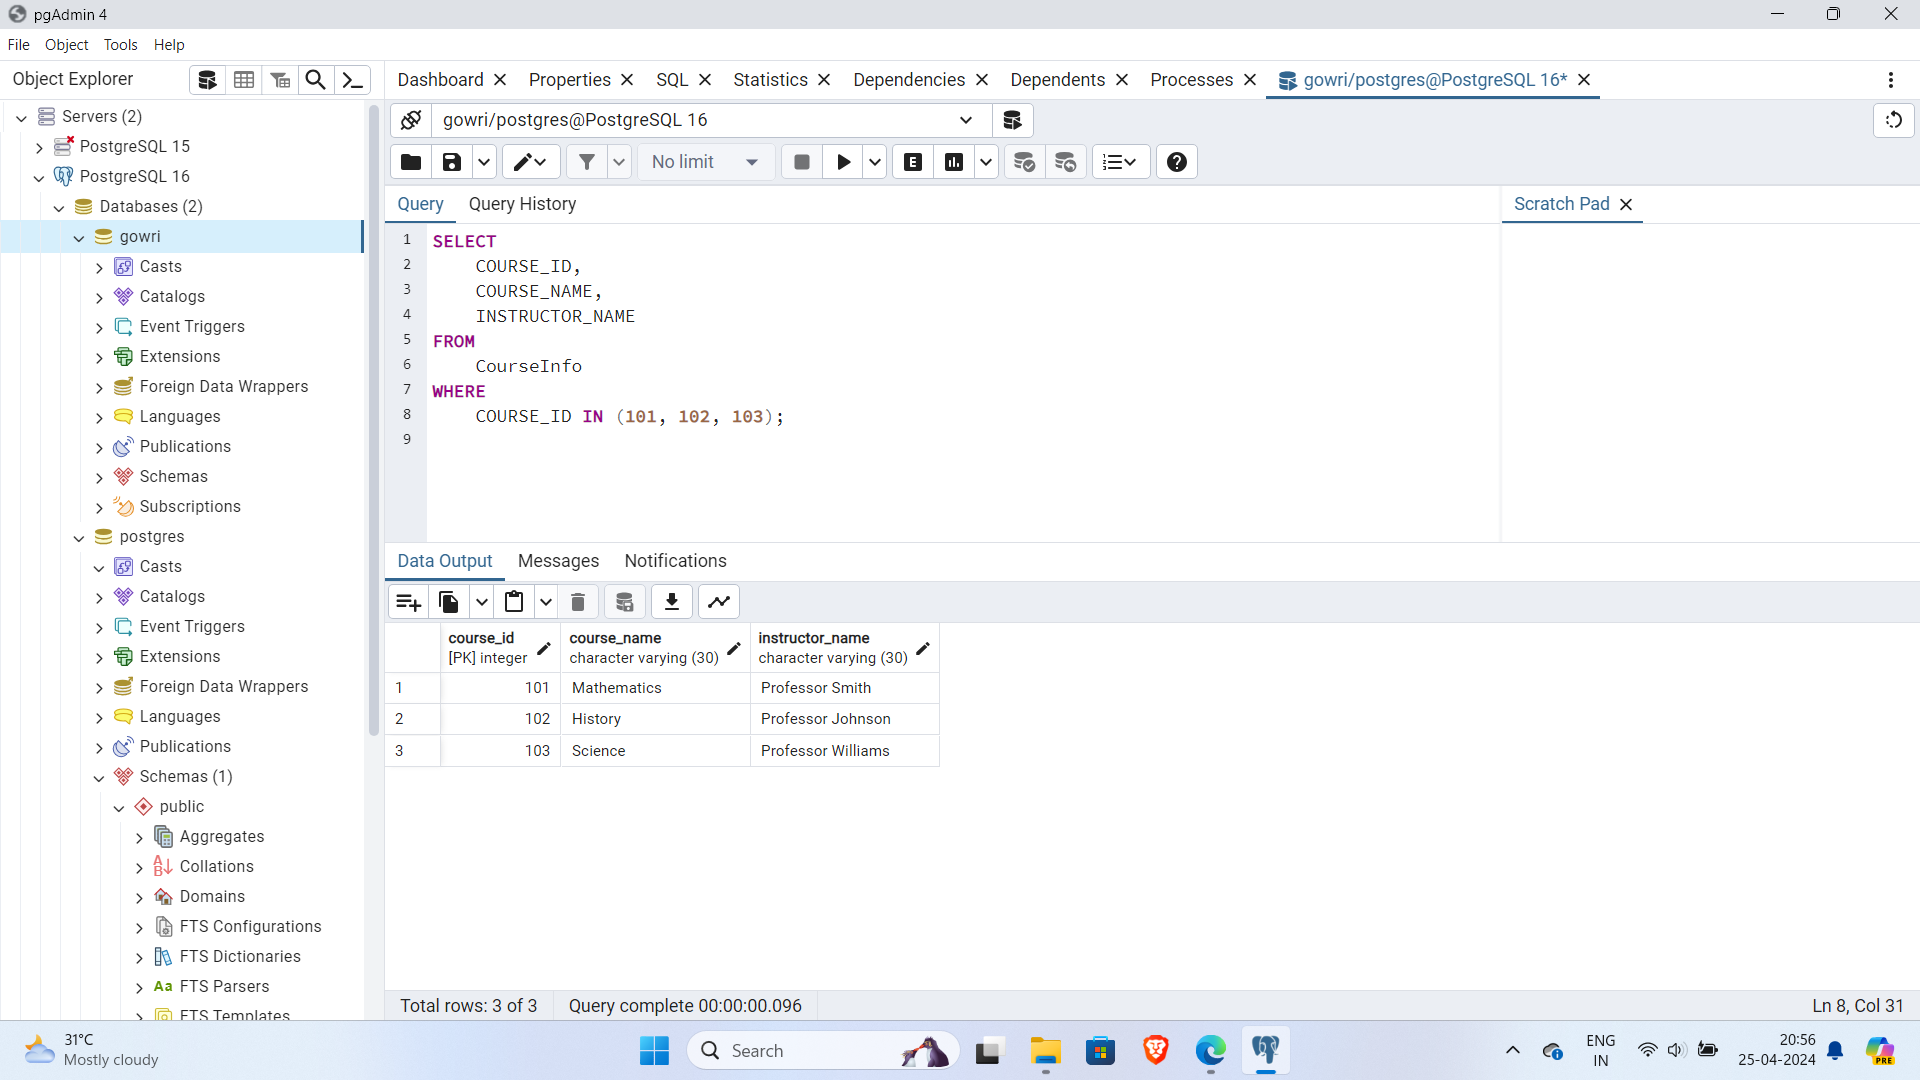 pgAdmin 4
File Object Tools Help
Object Explorer
Dashboard Properties SQL Statistics Dependencies Dependents Processes gowri/postgres@PostgreSQL 16*
Servers (2)
PostgreSQL 15
PostgreSQL 16
Databases (2)
gowri
Casts
Catalogs
Event Triggers
Extensions
Foreign Data Wrappers
Languages
Publications
Schemas
Subscriptions
postgres
Casts
Catalogs
Event Triggers
Extensions
Foreign Data Wrappers
Languages
Publications
Schemas (1)
public
Aggregates
Collations
Domains
FTS Configurations
FTS Dictionaries
Aa FTS Parsers
FTS Templates
gowri/postgres@PostgreSQL 16
No limit
E
Query Query History
Scratch Pad
1 SELECT
2 COURSE_ID,
3 COURSE_NAME,
4 INSTRUCTOR_NAME
5 FROM
6 CourseInfo
7 WHERE
8 COURSE_ID IN (101, 102, 103);
9
Data Output Messages Notifications
course_id course_name instructor_name
[PK] integer character varying (30) character varying (30)
1 101 Mathematics Professor Smith
2 102 History Professor Johnson
3 103 Science Professor Williams
Total rows: 3 of 3 Query complete 00:00:00.096 Ln 8, Col 31
31°C
Mostly cloudy
Search
ENG
IN
20:56
25-04-2024
PRE